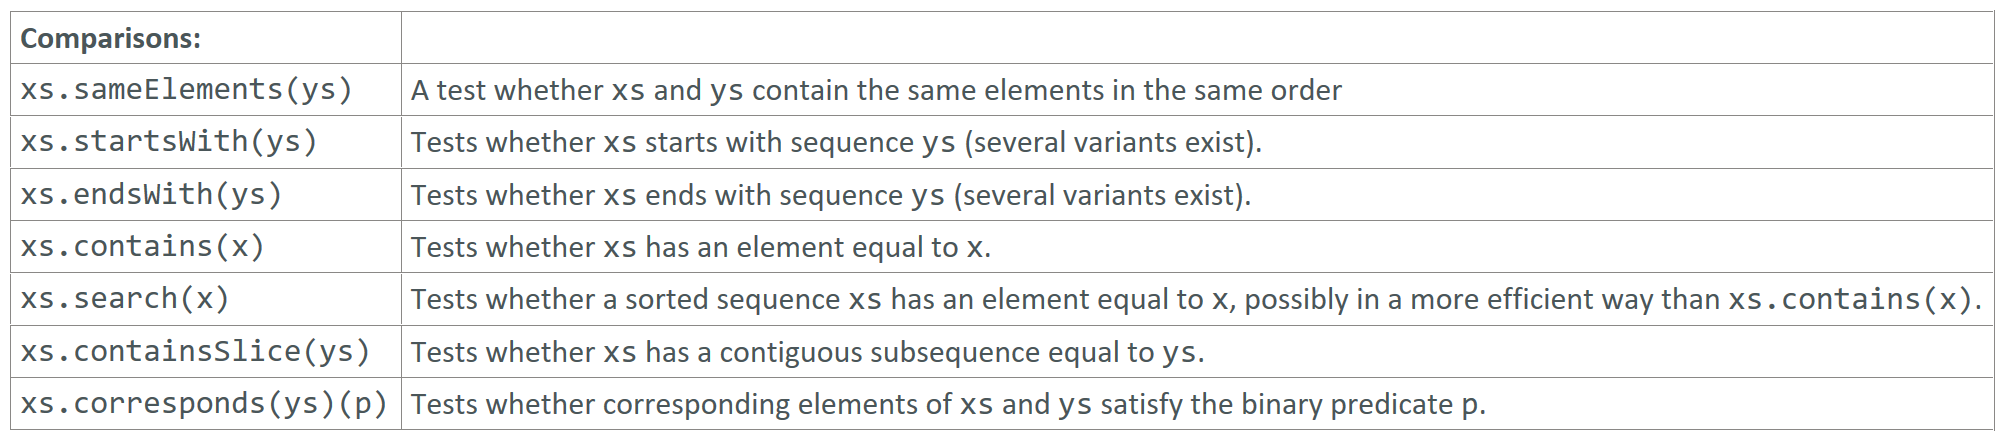 Comparisons:
xs.sameElements(ys) A test whether xs and ys contain the same elements in the same order
xs.startsWith(ys) Tests whether xs starts with sequence ys (several variants exist).
xs.endsWith(ys) Tests whether xs ends with sequence ys (several variants exist).
xs.contains(x) Tests whether xs has an element equal to x.
xs.search(x) Tests whether a sorted sequence xs has an element equal to x, possibly in a more efficient way than xs.contains(x).
xs.containsSlice(ys) Tests whether xs has a contiguous subsequence equal to ys.
xs.corresponds(ys)(p) Tests whether corresponding elements of xs and ys satisfy the binary predicate p.